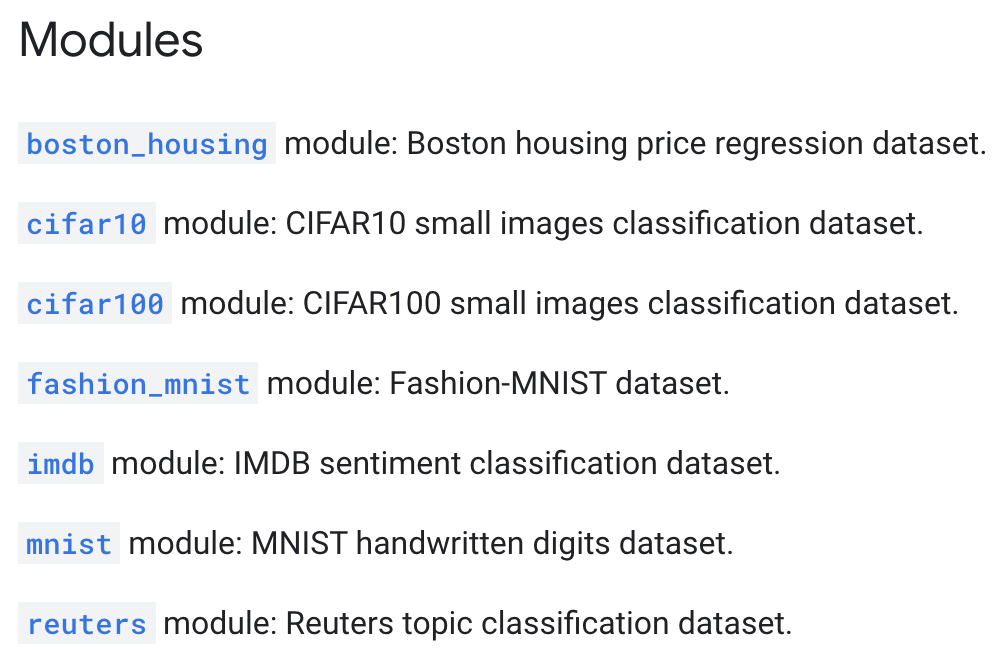 Modules
boston_housing module: Boston housing price regression dataset.
cifar10 module: CIFAR10 small images classification dataset.
cifar100 module: CIFAR100 small images classification dataset.
fashion_mnist module: Fashion-MNIST dataset.
imdb module: IMDB sentiment classification dataset.
mnist module: MNIST handwritten digits dataset.
reuters module: Reuters topic classification dataset.